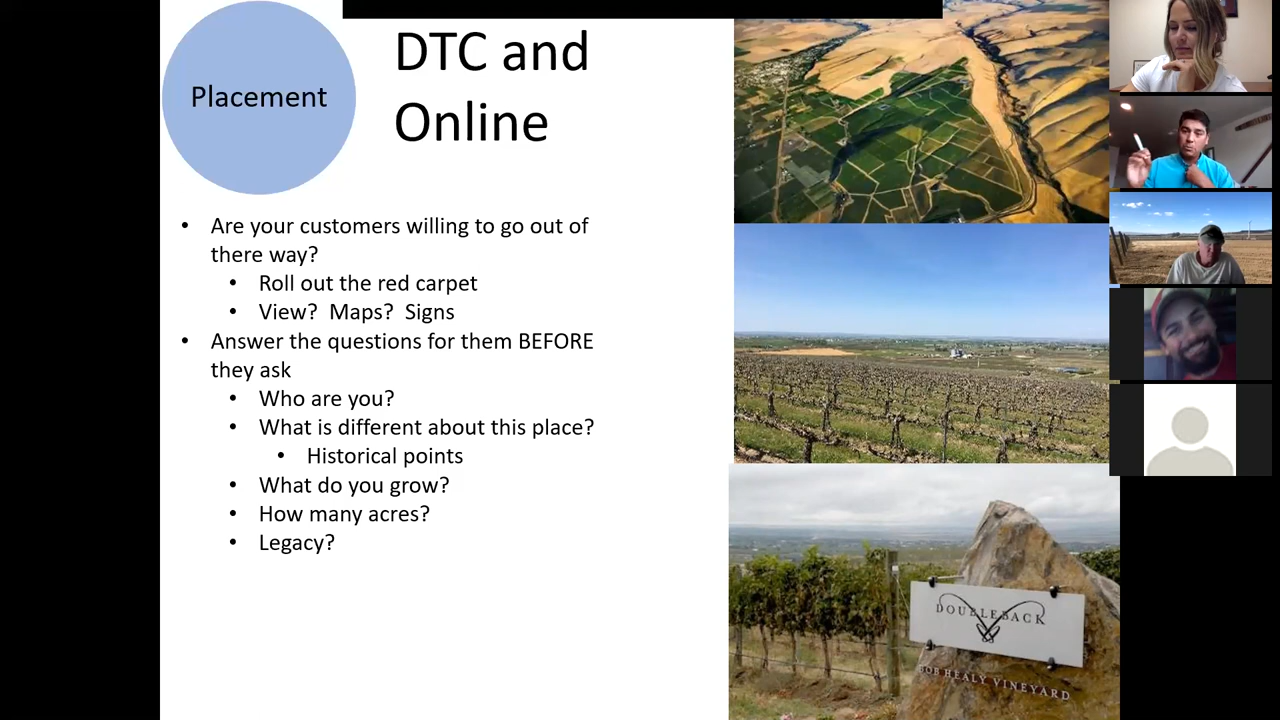 Placement
DTC and
Online
• Are your customers willing to go out of
there way?
• Roll out the red carpet
• View?  Maps?  Signs
• Answer the questions for them BEFORE
they ask
• Who are you?
• What is different about this place?
• Historical points
• What do you grow?
• How many acres?
• Legacy?
DOUBLEBACK
BOB HEALY VINEYARD